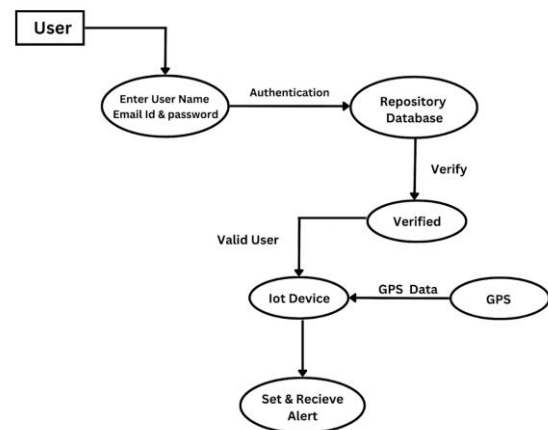 User
Enter User Name
Email Id & password
Authentication
Repository
Database
Verify
Verified
Valid User
Iot Device
GPS Data
GPS
Set & Recieve
Alert